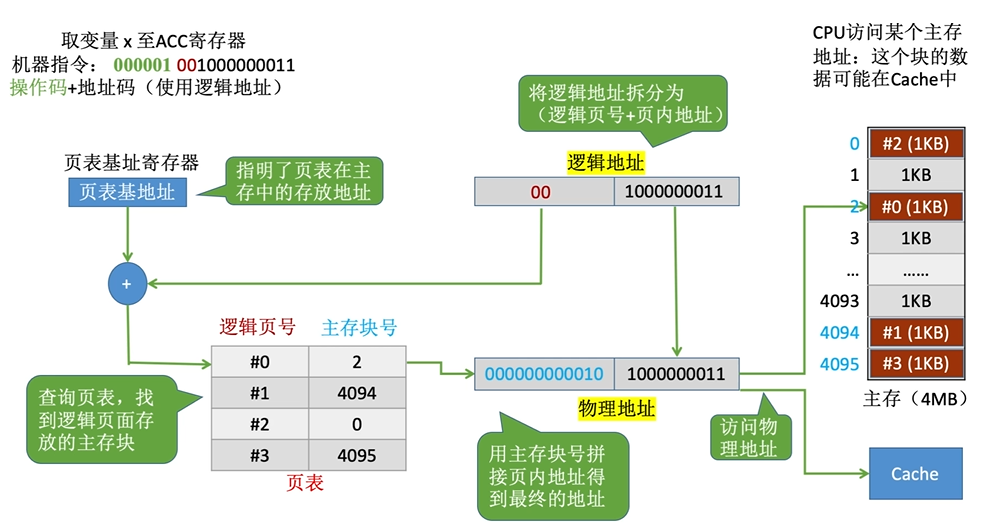 取变量 x 至ACC寄存器
机器指令： 000001 001000000011
操作码+地址码（使用逻辑地址）
CPU访问某个主存
地址：这个块的数
据可能在Cache中
将逻辑地址拆分为
（逻辑页号+页内地址）
逻辑地址
00 1000000011
页表基址寄存器
页表基地址
指明了页表在主
存中的存放地址
+
逻辑页号 主存块号
#0 2
#1 4094
#2 0
#3 4095
页表
查询页表，找
到逻辑页面存
放的主存块
000000000010 1000000011
物理地址
用主存块号拼
接页内地址得
到最终的地址
访问物
理地址
0 #2 (1KB)
1 1KB
2 #0 (1KB)
3 1KB
... ......
4093 1KB
4094 #1 (1KB)
4095 #3 (1KB)
主存（4MB）
Cache